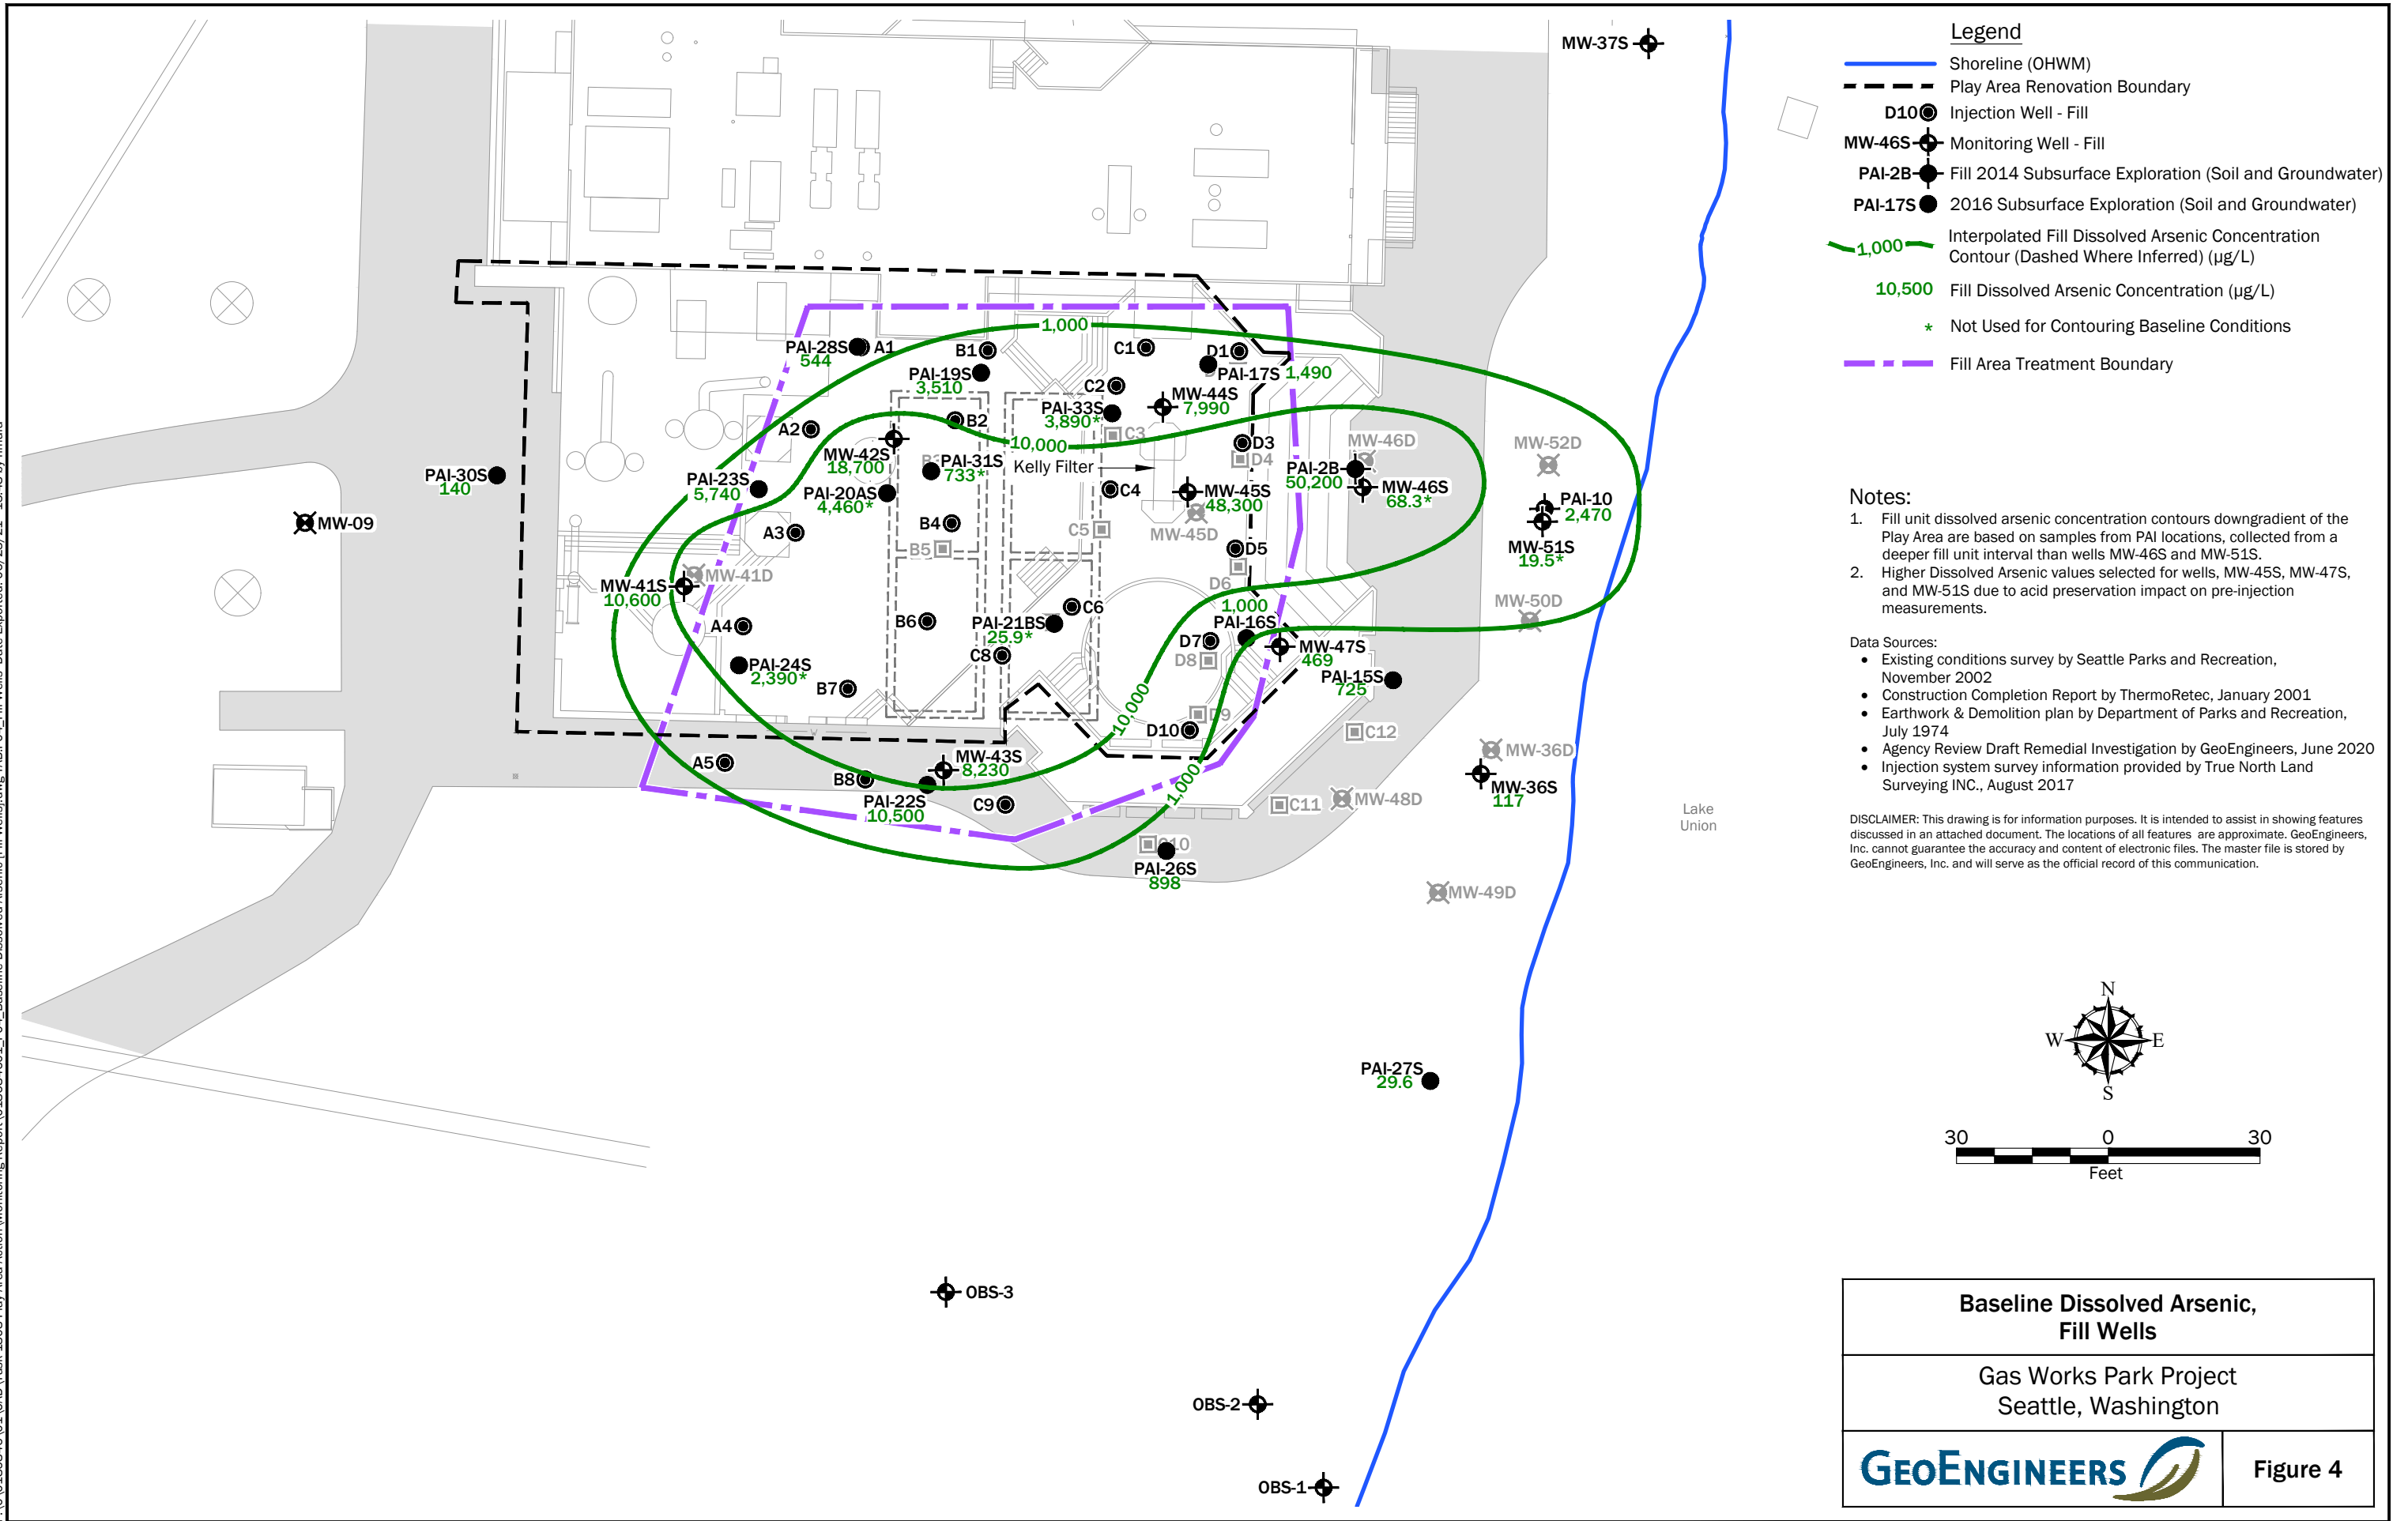 MW-37S
Legend
Shoreline (OHWM)
Play Area Renovation Boundary
D10 Injection Well - Fill
MW-46S Monitoring Well - Fill
PAI-2B Fill 2014 Subsurface Exploration (Soil and Groundwater)
PAI-17S 2016 Subsurface Exploration (Soil and Groundwater)
1,000 Interpolated Fill Dissolved Arsenic Concentration
Contour (Dashed Where Inferred) (µg/L)
10,500 Fill Dissolved Arsenic Concentration (µg/L)
* Not Used for Contouring Baseline Conditions
Fill Area Treatment Boundary
1,000
PAI-28S A1
544
B1
C1
D1
PAI-19S
3,510
PAI-17S 1,490
C2
MW-44S
7,990
PAI-33S
3,890*
C3
A2
B2
10,000
D3
D4
MW-42S
18,700
PAI-31S
733*
Kelly Filter
MW-46D
MW-52D
PAI-2B
50,200
PAI-30S
140
PAI-23S
5,740
PAI-20AS
4,460*
C4
MW-45S
48,300
MW-46S
68.3*
PAI-10
2,470
MW-09
A3
B4
C5
MW-45D
B5
D5
MW-51S
19.5*
MW-41D
MW-41S
10,600
D6
1,000
MW-50D
A4
B6
C6
PAI-21BS
25.9*
PAI-16S
D7
MW-47S
469
C8
D8
PAI-24S
2,390*
PAI-15S
725
B7
10,000
D9
D10
C12
MW-36D
A5
MW-43S
8,230
B8
1,000
MW-36S
117
PAI-22S
10,500
C9
C11
MW-48D
C10
PAI-26S
898
MW-49D
Lake
Union
PAI-27S
29.6
OBS-3
OBS-2
OBS-1
Notes:
1. Fill unit dissolved arsenic concentration contours downgradient of the
Play Area are based on samples from PAI locations, collected from a
deeper fill unit interval than wells MW-46S and MW-51S.
2. Higher Dissolved Arsenic values selected for wells, MW-45S, MW-47S,
and MW-51S due to acid preservation impact on pre-injection
measurements.
Data Sources:
• Existing conditions survey by Seattle Parks and Recreation,
November 2002
• Construction Completion Report by ThermoRetec, January 2001
• Earthwork & Demolition plan by Department of Parks and Recreation,
July 1974
• Agency Review Draft Remedial Investigation by GeoEngineers, June 2020
• Injection system survey information provided by True North Land
Surveying INC., August 2017
DISCLAIMER: This drawing is for information purposes. It is intended to assist in showing features
discussed in an attached document. The locations of all features are approximate. GeoEngineers,
Inc. cannot guarantee the accuracy and content of electronic files. The master file is stored by
GeoEngineers, Inc. and will serve as the official record of this communication.
N
W E
S
30 0 30
Feet
Baseline Dissolved Arsenic,
Fill Wells
Gas Works Park Project
Seattle, Washington
GEOENGINEERS
Figure 4